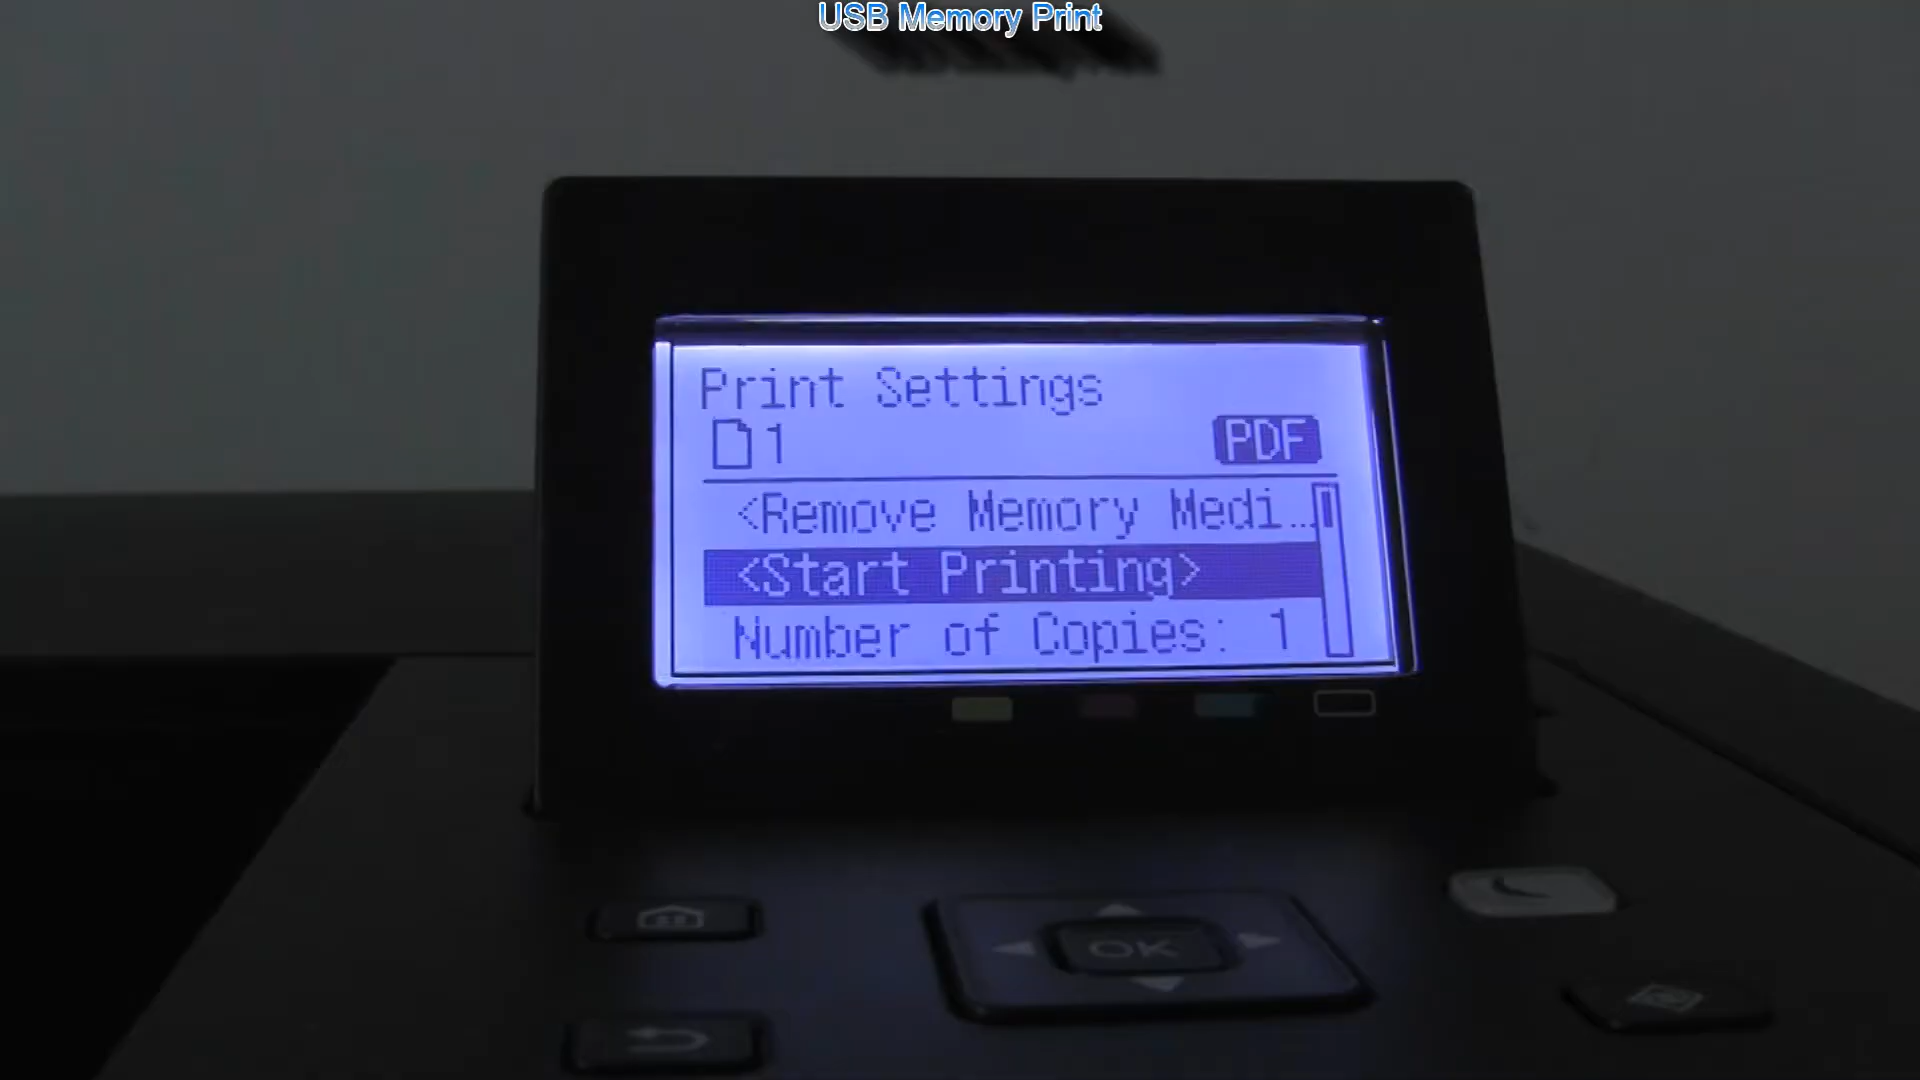 USB Memory Print
Print Settings
1
PDF
<Remove Memory Medi...
<Start Printing>
Number of Copies: 1
OK